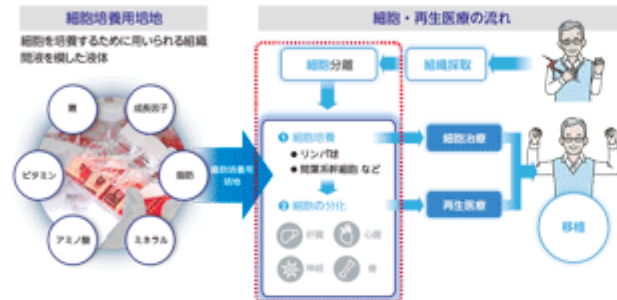 細胞培養用培地
細胞を培養するために用いられる組織
間液を模した液体
糖
成長因子
ビタミン
脂肪
アミノ酸
ミネラル
細胞培養用
培地
細胞・再生医療の流れ
細胞分離
組織採取
❶ 細胞培養
● リンパ球
●間葉系幹細胞 など
❷ 細胞の分化
肝臓
心臓
神経
骨
細胞治療
再生医療
移植